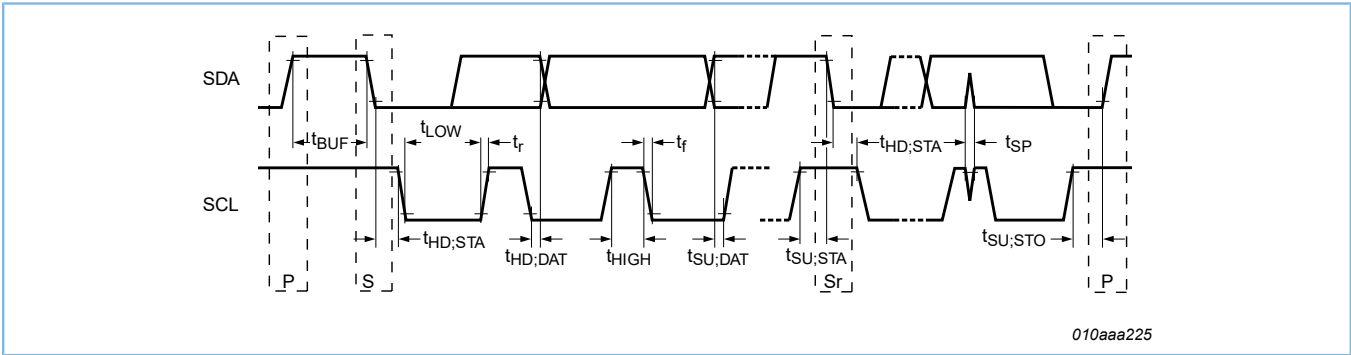 SDA
tBUF
tLOW
tr
tf
tHD;STA
tSP
SCL
tHD;STA
tHD;DAT
tHIGH
tSU;DAT
tSU;STA
tSU;STO
P
S
Sr
P
010aaa225